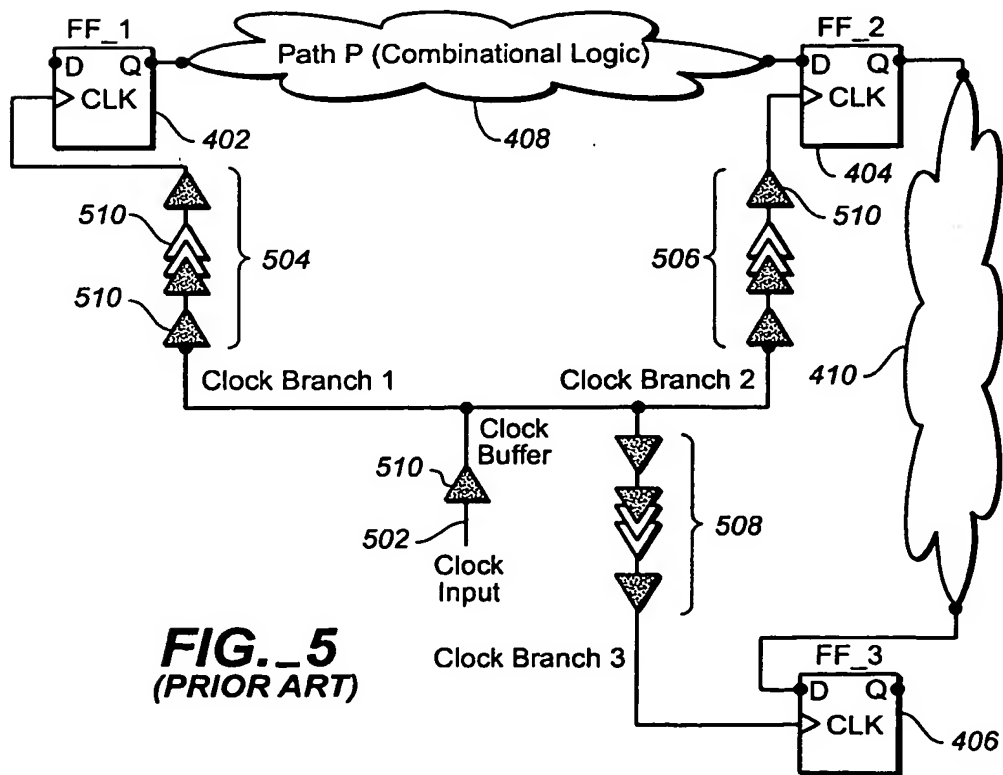 FF_1
D Q
CLK
402
Path P (Combinational Logic)
408
FF_2
D Q
CLK
404
510
510
504
506
510
510
Clock Branch 1
Clock Branch 2
410
Clock
Buffer
510
502
Clock
Input
508
Clock Branch 3
FIG._5
(PRIOR ART)
FF_3
D Q
CLK
406